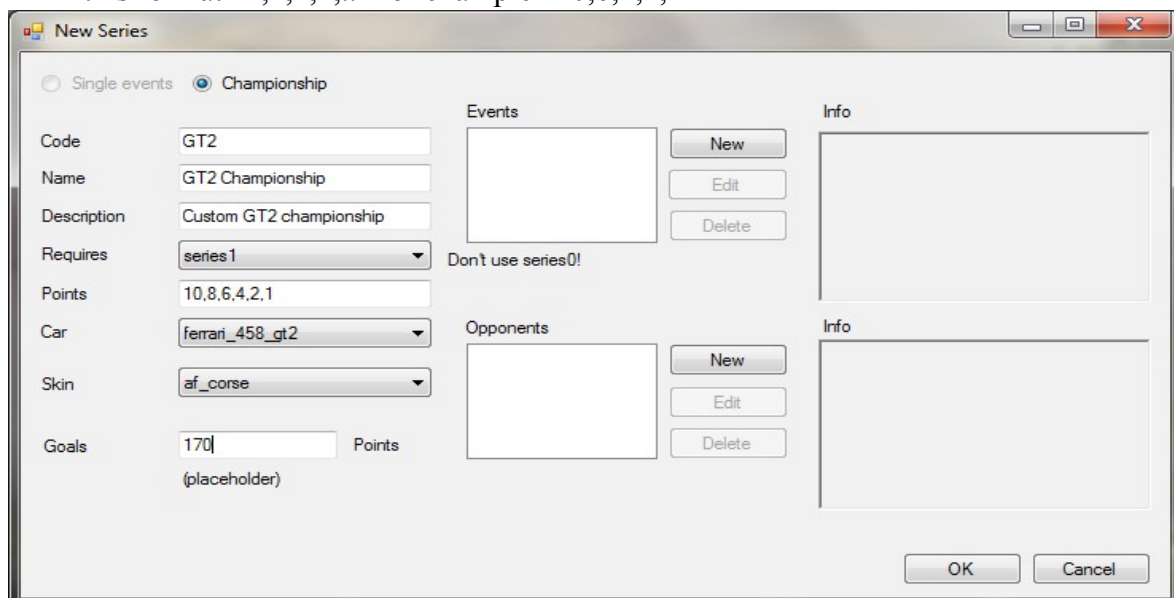 New Series
Single events Championship
Code GT2
Name GT2 Championship
Description Custom GT2 championship
Requires series1
Points 10,8,6,4,2,1
Car ferrari_458_gt2
Skin af_corse
Goals 170 Points
(placeholder)
Events
New
Edit
Delete
Don't use series0!
Opponents
New
Edit
Delete
Info
Info
OK Cancel